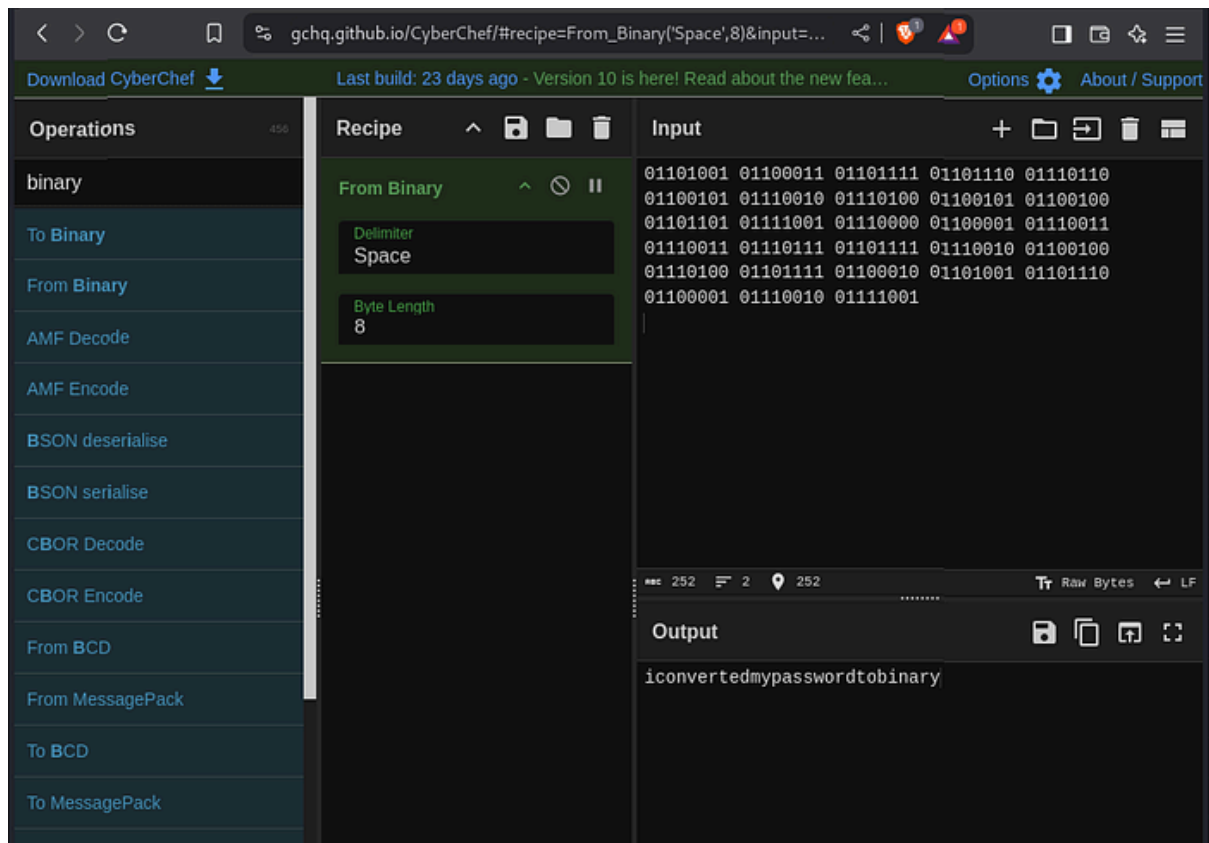 gchq.github.io/CyberChef/#recipe=From_Binary('Space',8)&input=...
1
1
Download CyberChef
Last build: 23 days ago - Version 10 is here! Read about the new fea...
Options
About / Support
Operations
456
Recipe
Input
binary
To Binary
From Binary
AMF Decode
AMF Encode
BSON deserialise
BSON serialise
CBOR Decode
CBOR Encode
From BCD
From MessagePack
To BCD
To MessagePack
From Binary
Delimiter
Space
Byte Length
8
01101001 01100011 01101111 01101110 01110110
01100101 01110010 01110100 01100101 01100100
01101101 01111001 01110000 01100001 01110011
01110011 01110111 01101111 01110010 01100100
01110100 01101111 01100010 01101001 01101110
01100001 01110010 01111001
ABC 252 2 252
Tт Raw Bytes LF
Output
iconvertedmypasswordtobinary